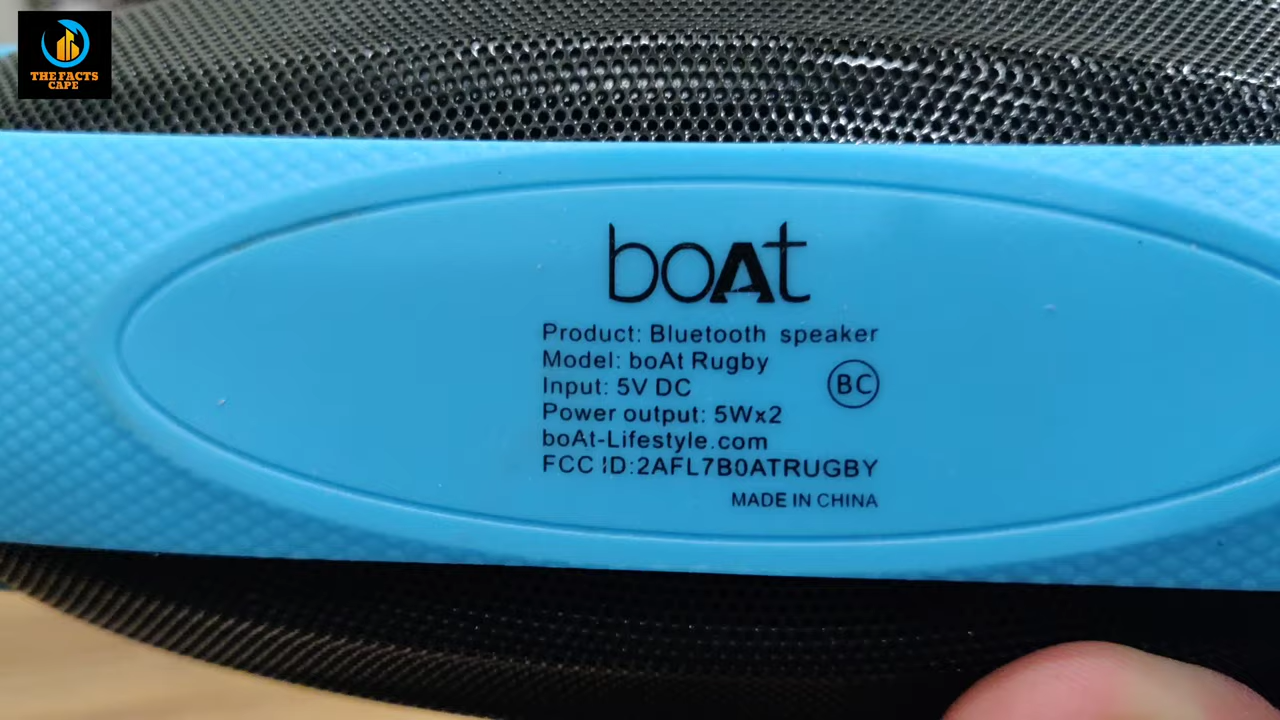 THE FACTS
CAPE
boAt
Product: Bluetooth speaker
Model: boAt Rugby
Input: 5V DC
BC
Power output: 5Wx2
boAt-Lifestyle.com
FCC ID:2AFL7B0ATRUGBY
MADE IN CHINA